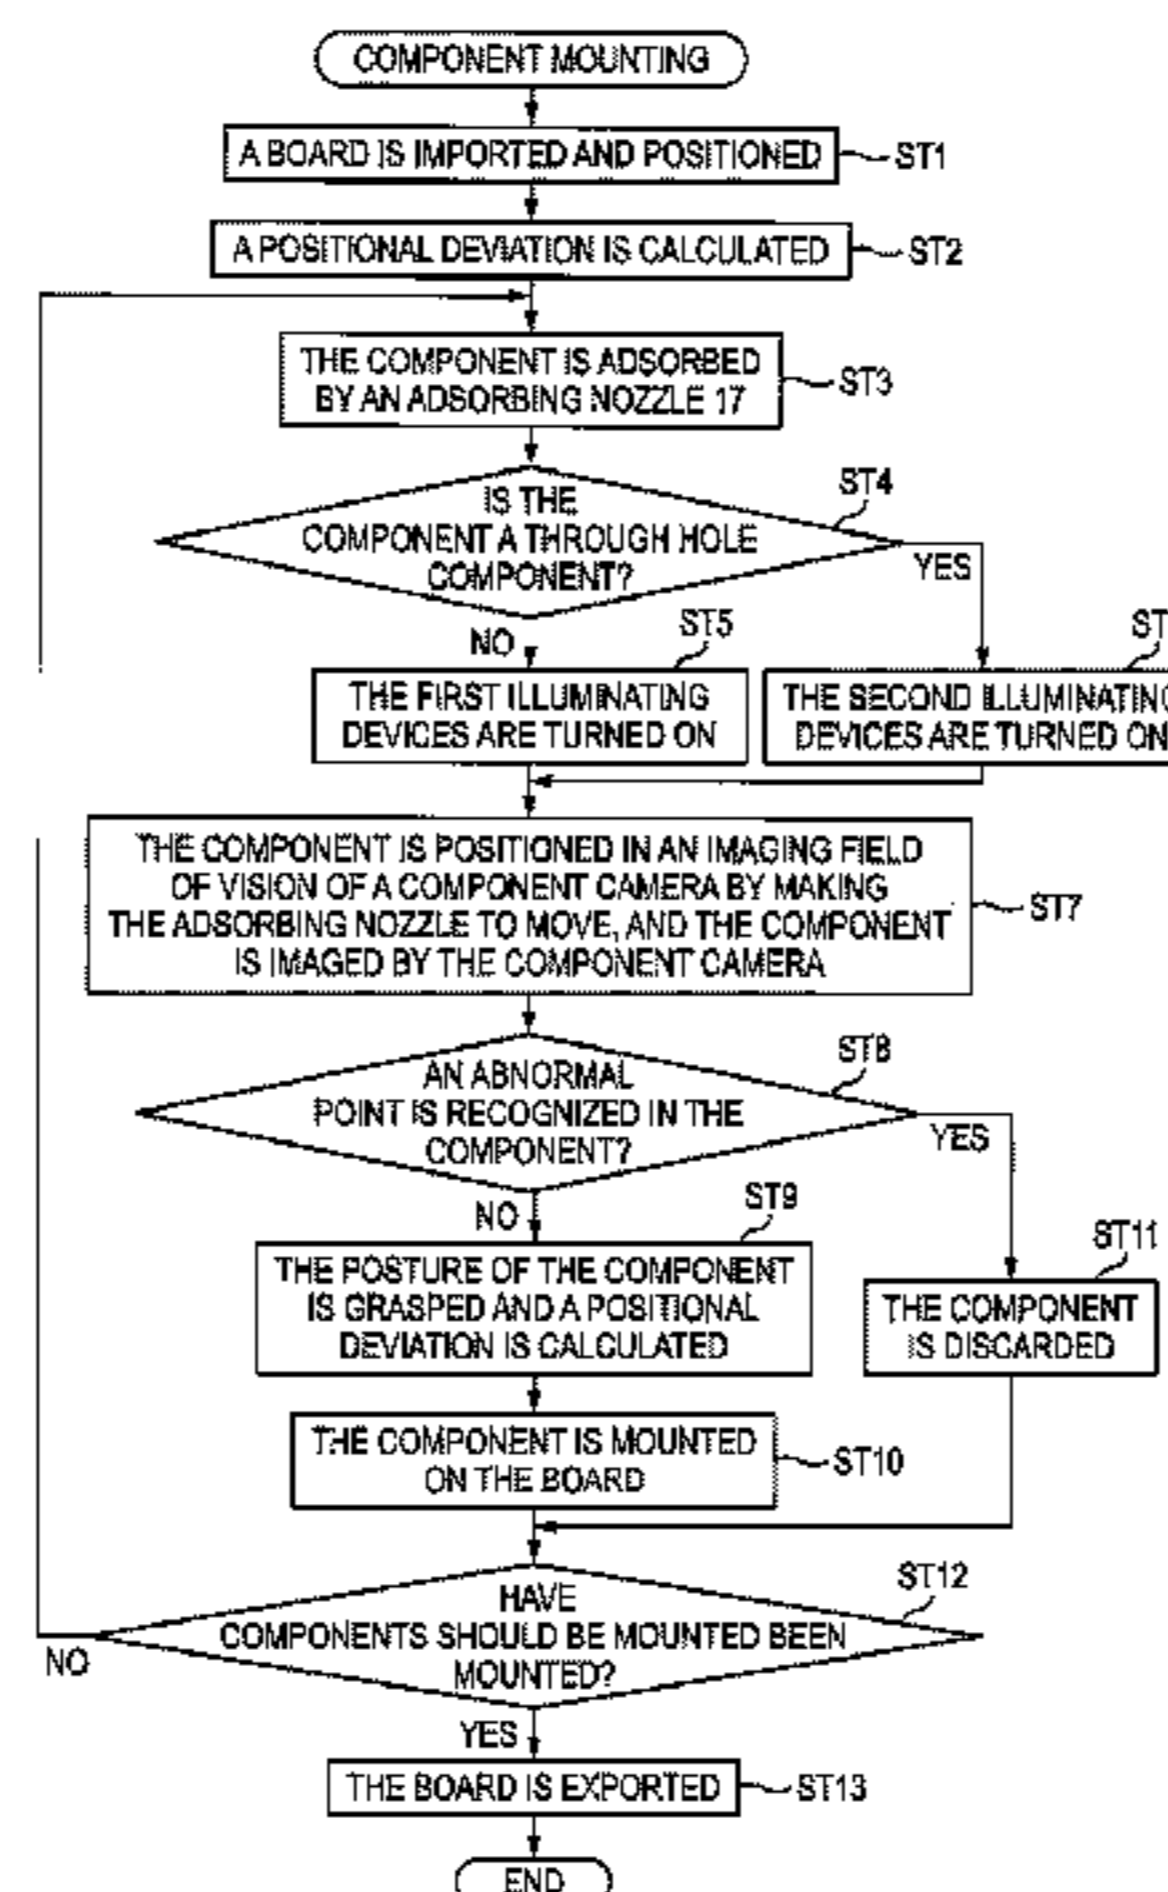 COMPONENT MOUNTING
A BOARD IS IMPORTED AND POSITIONED
ST1
A POSITIONAL DEVIATION IS CALCULATED
ST2
THE COMPONENT IS ADSORBED
BY AN ADSORBING NOZZLE 17
ST3
IS THE
COMPONENT A THROUGH HOLE
COMPONENT?
ST4
YES
NO
ST5
THE FIRST ILLUMINATING
DEVICES ARE TURNED ON
ST
THE SECOND ILLUMINATING
DEVICES ARE TURNED ON
THE COMPONENT IS POSITIONED IN AN IMAGING FIELD
OF VISION OF A COMPONENT CAMERA BY MAKING
THE ADSORBING NOZZLE TO MOVE, AND THE COMPONENT
IS IMAGED BY THE COMPONENT CAMERA
ST7
AN ABNORMAL
POINT IS RECOGNIZED IN THE
COMPONENT?
ST8
YES
NO
ST9
THE POSTURE OF THE COMPONENT
IS GRASPED AND A POSITIONAL
DEVIATION IS CALCULATED
ST11
THE COMPONENT
IS DISCARDED
THE COMPONENT IS MOUNTED
ON THE BOARD
ST10
HAVE
COMPONENTS SHOULD BE MOUNTED BEEN
MOUNTED?
ST12
NO
YES
THE BOARD IS EXPORTED
ST13
END